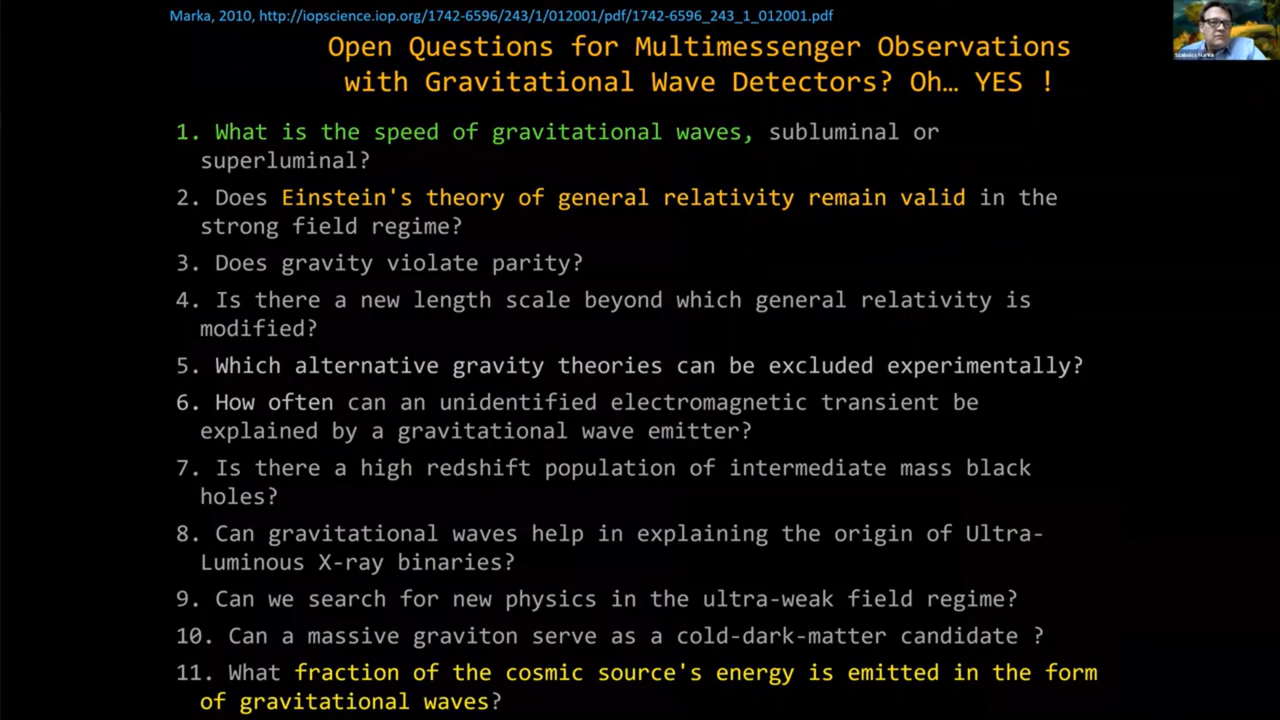 Marka, 2010, http://iopscience.iop.org/1742-6596/243/1/012001/pdf/1742-6596_243_1_012001.pdf
Open Questions for Multimessenger Observations
with Gravitational Wave Detectors? Oh… YES !
1. What is the speed of gravitational waves, subluminal or
superluminal?
2. Does Einstein's theory of general relativity remain valid in the
strong field regime?
3. Does gravity violate parity?
4. Is there a new length scale beyond which general relativity is
modified?
5. Which alternative gravity theories can be excluded experimentally?
6. How often can an unidentified electromagnetic transient be
explained by a gravitational wave emitter?
7. Is there a high redshift population of intermediate mass black
holes?
8. Can gravitational waves help in explaining the origin of Ultra-
Luminous X-ray binaries?
9. Can we search for new physics in the ultra-weak field regime?
10. Can a massive graviton serve as a cold-dark-matter candidate ?
11. What fraction of the cosmic source's energy is emitted in the form
of gravitational waves?